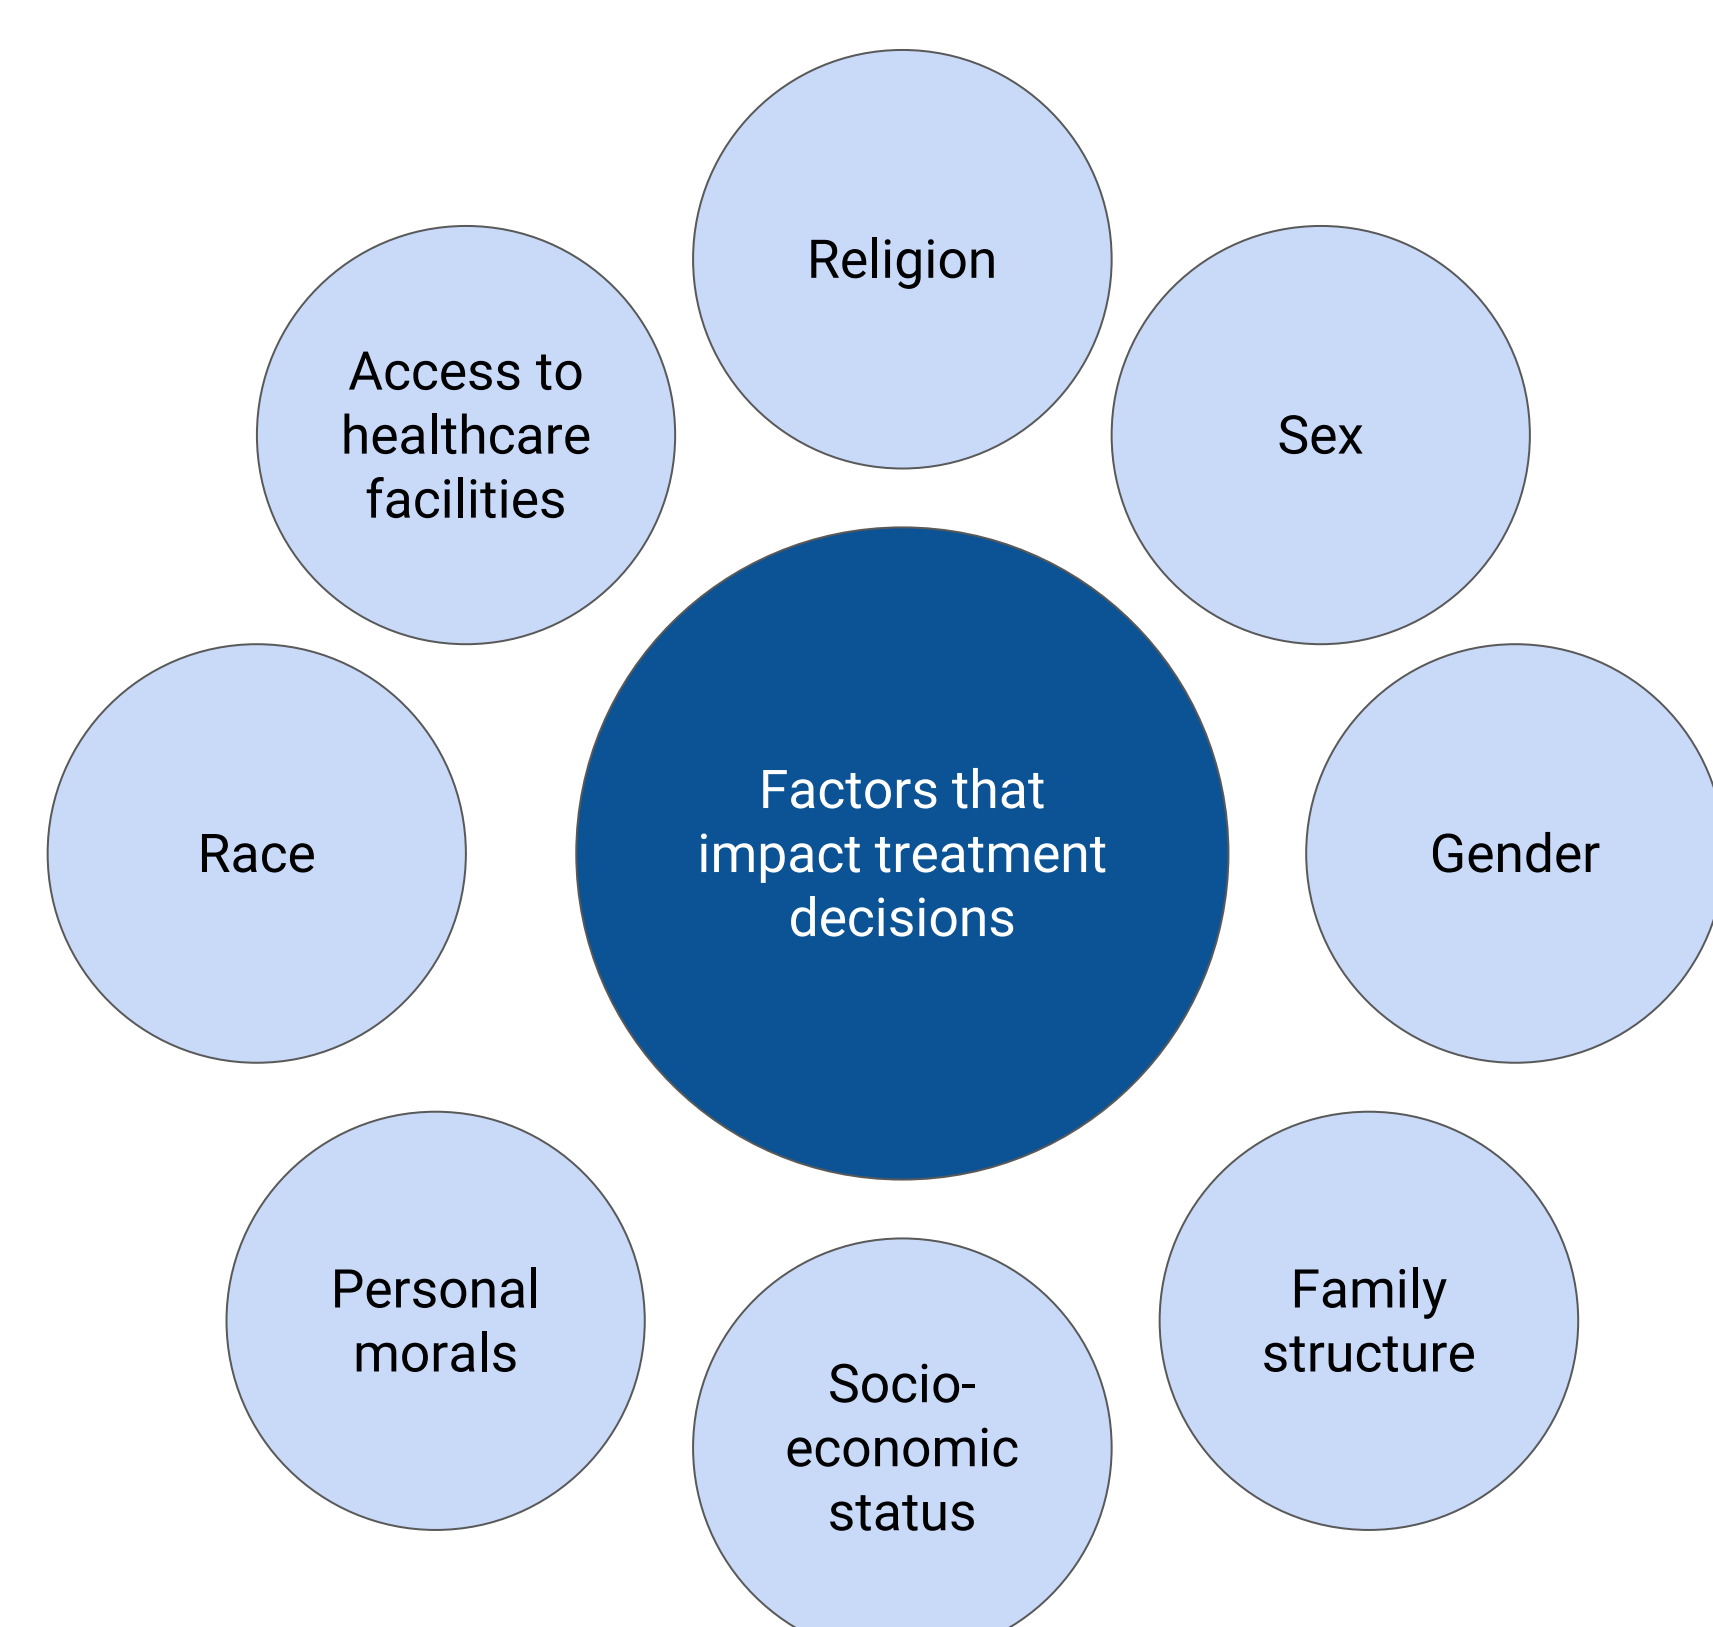 Religion
Access to
healthcare
facilities
Sex
Factors that
impact treatment
decisions
Race
Gender
Personal
morals
Family
structure
Socio-
economic
status